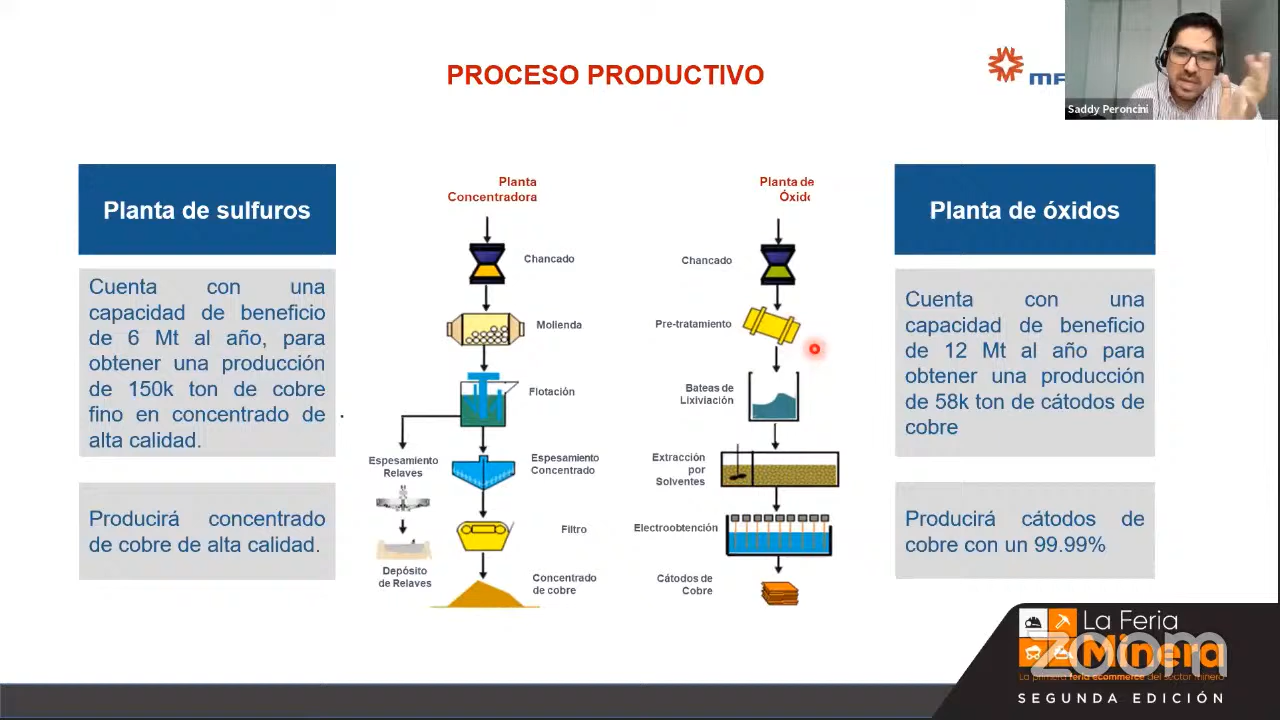 PROCESO PRODUCTIVO
Saddy Peroncini
Planta de sulfuros
Cuenta con una
capacidad de beneficio
de 6 Mt al año, para
obtener una producción
de 150k ton de cobre
fino en concentrado de
alta calidad.
Producirá concentrado
de cobre de alta calidad.
Planta
Concentradora
Chancado
Molienda
Flotación
Espesamiento
Relaves
Espesamiento
Concentrado
Filtro
Depósito
de Relaves
Concentrado
de cobre
Planta de
Chancado
Pre-tratamiento
Bateas de
Lixiviación
Extracción
por
Solventes
Electroobtención
Cátodos de
Cobre
Planta de óxidos
Cuenta con una
capacidad de beneficio
de 12 Mt al año para
obtener una producción
de 58k ton de cátodos de
cobre
Producirá cátodos de
cobre con un 99.99%
La Feria
Minera
zoom
La primera feria ecommerce del sector minera
SEGUNDA EDICIÓN